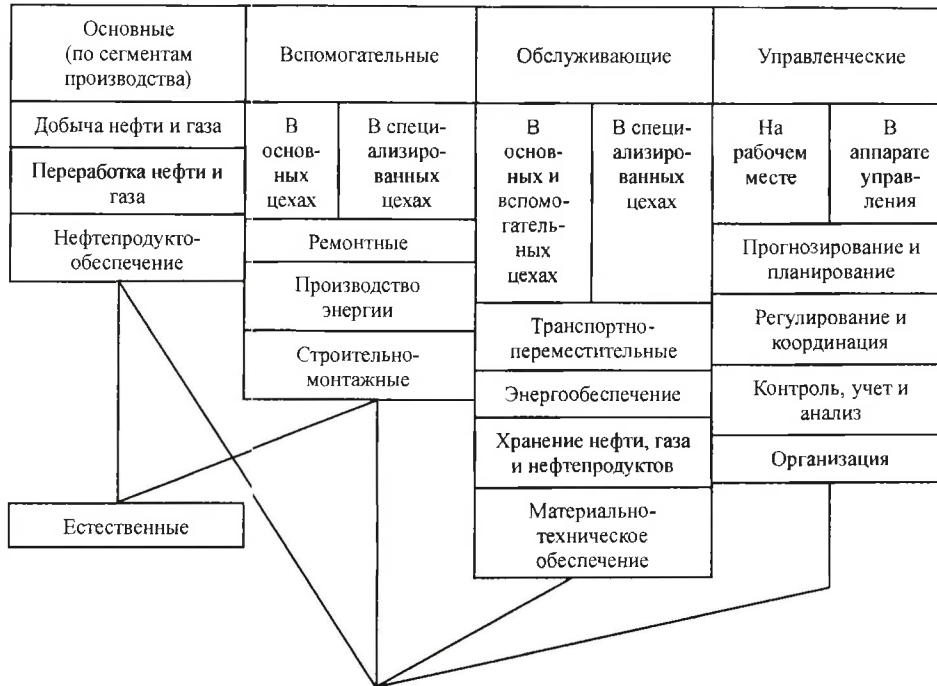 Основные
(по сегментам
производства)
Вспомогательные
Обслуживающие
Управленческие
Добыча нефти и газа
Переработка нефти и
газа
Нефтепродукто-
обеспечение
В
основ-
ных
цехах
В специ-
ализиро-
ванных
цехах
Ремонтные
Производство
энергии
Строительно-
монтажные
В
основ-
ных и
вспомо-
гатель-
ных
цехах
В специ-
ализиро-
ванных
цехах
Транспортно-
переместительные
Энергообеспечение
Хранение нефти, газа
и нефтепродуктов
Материально-
техническое
обеспечение
На
рабочем
месте
В
аппарате
управ-
ления
Прогнозирование и
планирование
Регулирование и
координация
Контроль, учет и
анализ
Организация
Естественные